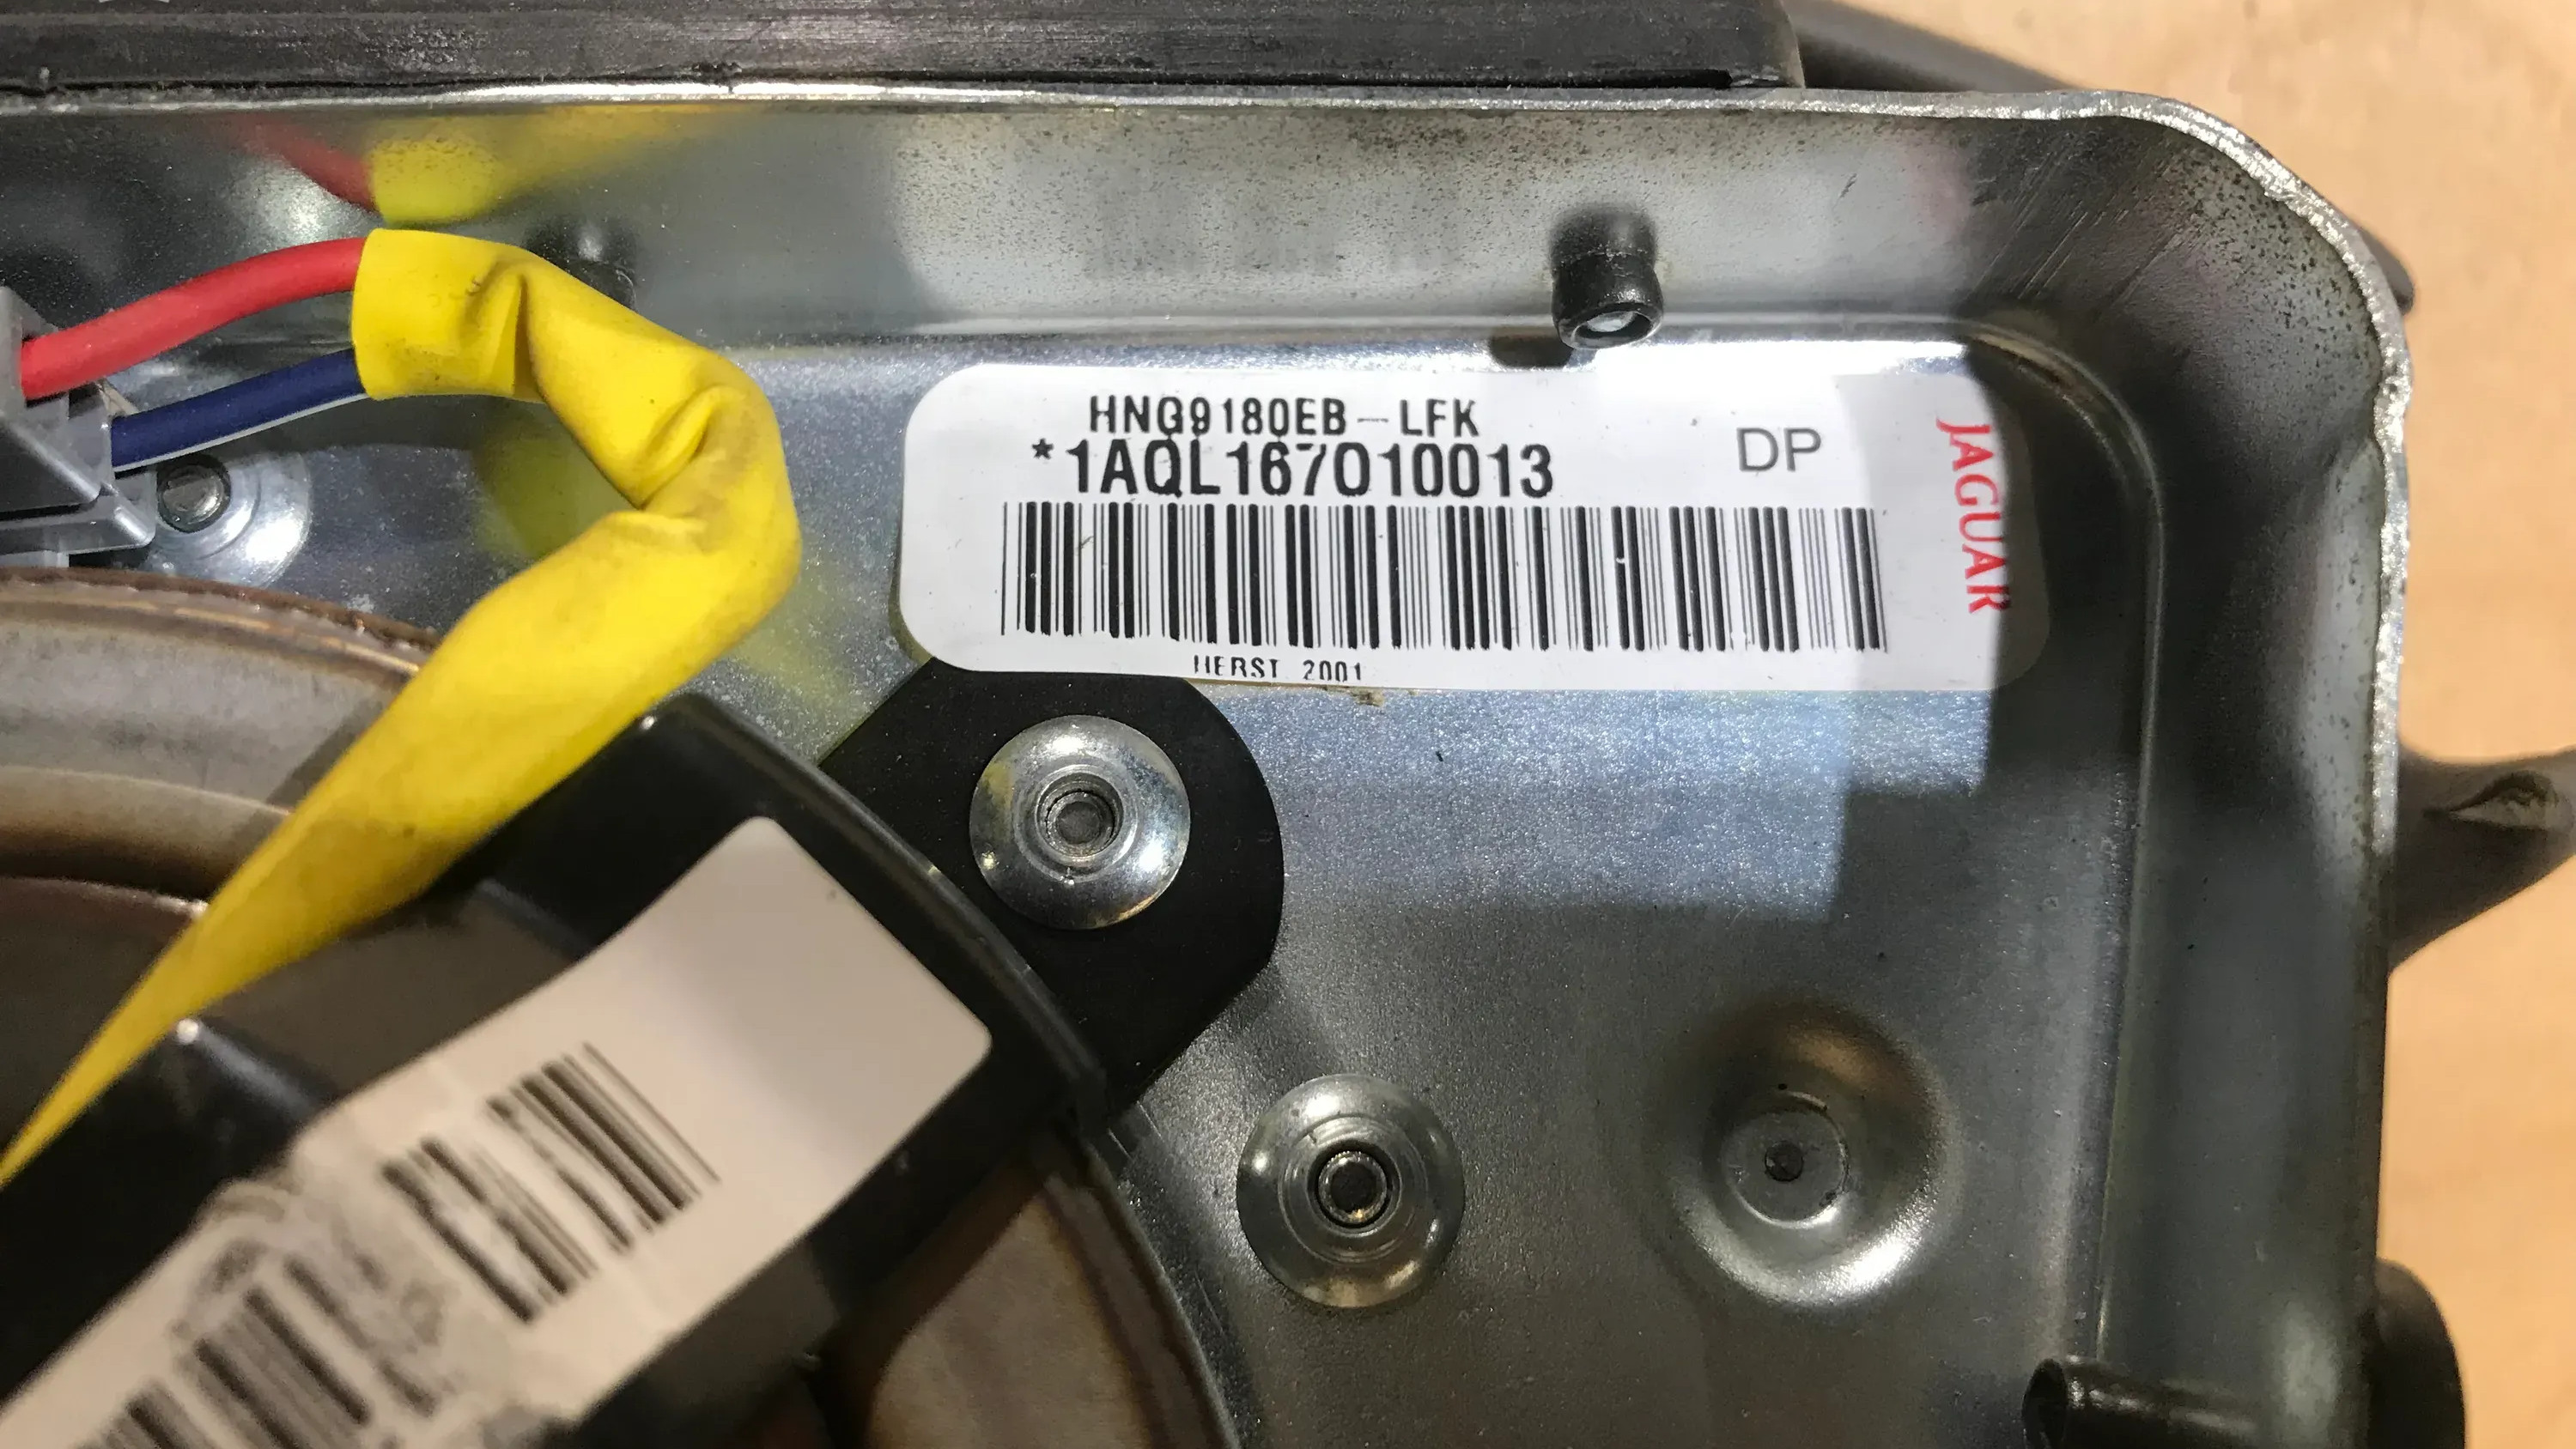 HNG9180EB-LFK
*1AQL167010013
DP
JAGUAR
HERST 2001